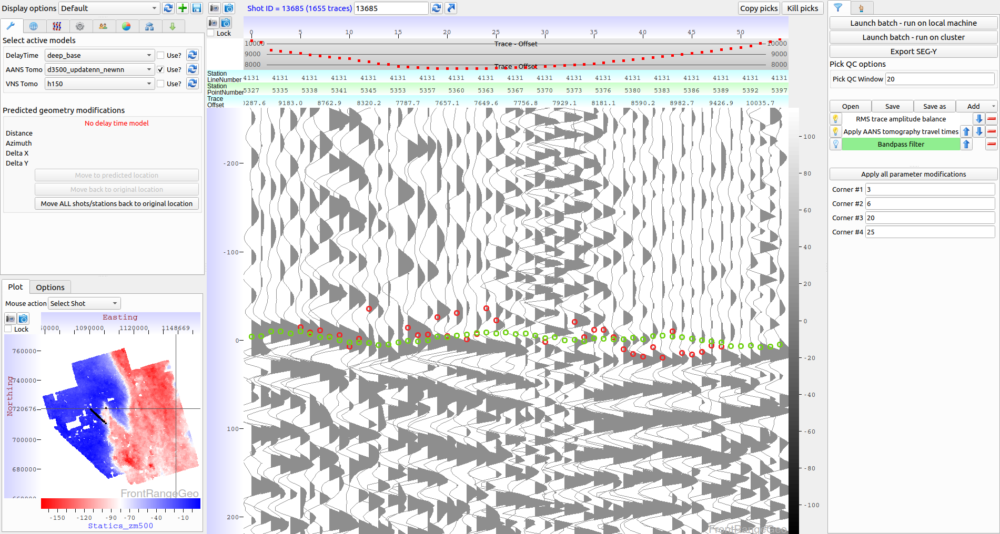 Display options Default
Shot ID = 13685 (1655 traces) 13685
Copy picks Kill picks
Lock
Select active models
DelayTime deep_base Use?
AANS Tomo d3500_updatenn_newnn Use?
VNS Tomo h150 Use?
Predicted geometry modifications
No delay time model
Distance
Azimuth
Delta X
Delta Y
Move to predicted location
Move back to original location
Move ALL shots/stations back to original location
Plot Options
Mouse action Select Shot
Lock
Easting
1090000 1120000 1148669
Northing
760000
740000
720676
700000
680000
FrontRangeGeo
-150 -120 -90 -70 -40 -10
Statics_zm500
0 5 10 15 20 25 30 35 40 45 50
10000 Trace - Offset 10000
9000 9000
8000 Trace - Offset 8000
Station
LineNumber 4131 4131 4131 4131 4131 4131 4131 4131 4131 4131 4131 4131 4131 4131 4131 4131 4131 4131 4131
Station
PointNumber 5327 5335 5338 5341 5345 5353 5357 5360 5363 5367 5370 5373 5376 5380 5383 5386 5389 5392 5397
Trace
Offset 0287.6 9183.0 8762.9 8320.2 7787.7 7657.1 7649.6 7756.8 7929.1 8181.1 8590.2 8982.7 9426.9 10035.7
-200
-100
0
100
200
FrontRangeGeo
100
80
60
40
20
0
-20
-40
-60
-80
-100
Launch batch - run on local machine
Launch batch - run on cluster
Export SEG-Y
Pick QC options
Pick QC Window 20
Open Save Save as Add
RMS trace amplitude balance
Apply AANS tomography travel times
Bandpass filter
Apply all parameter modifications
Corner #1 3
Corner #2 6
Corner #3 20
Corner #4 25